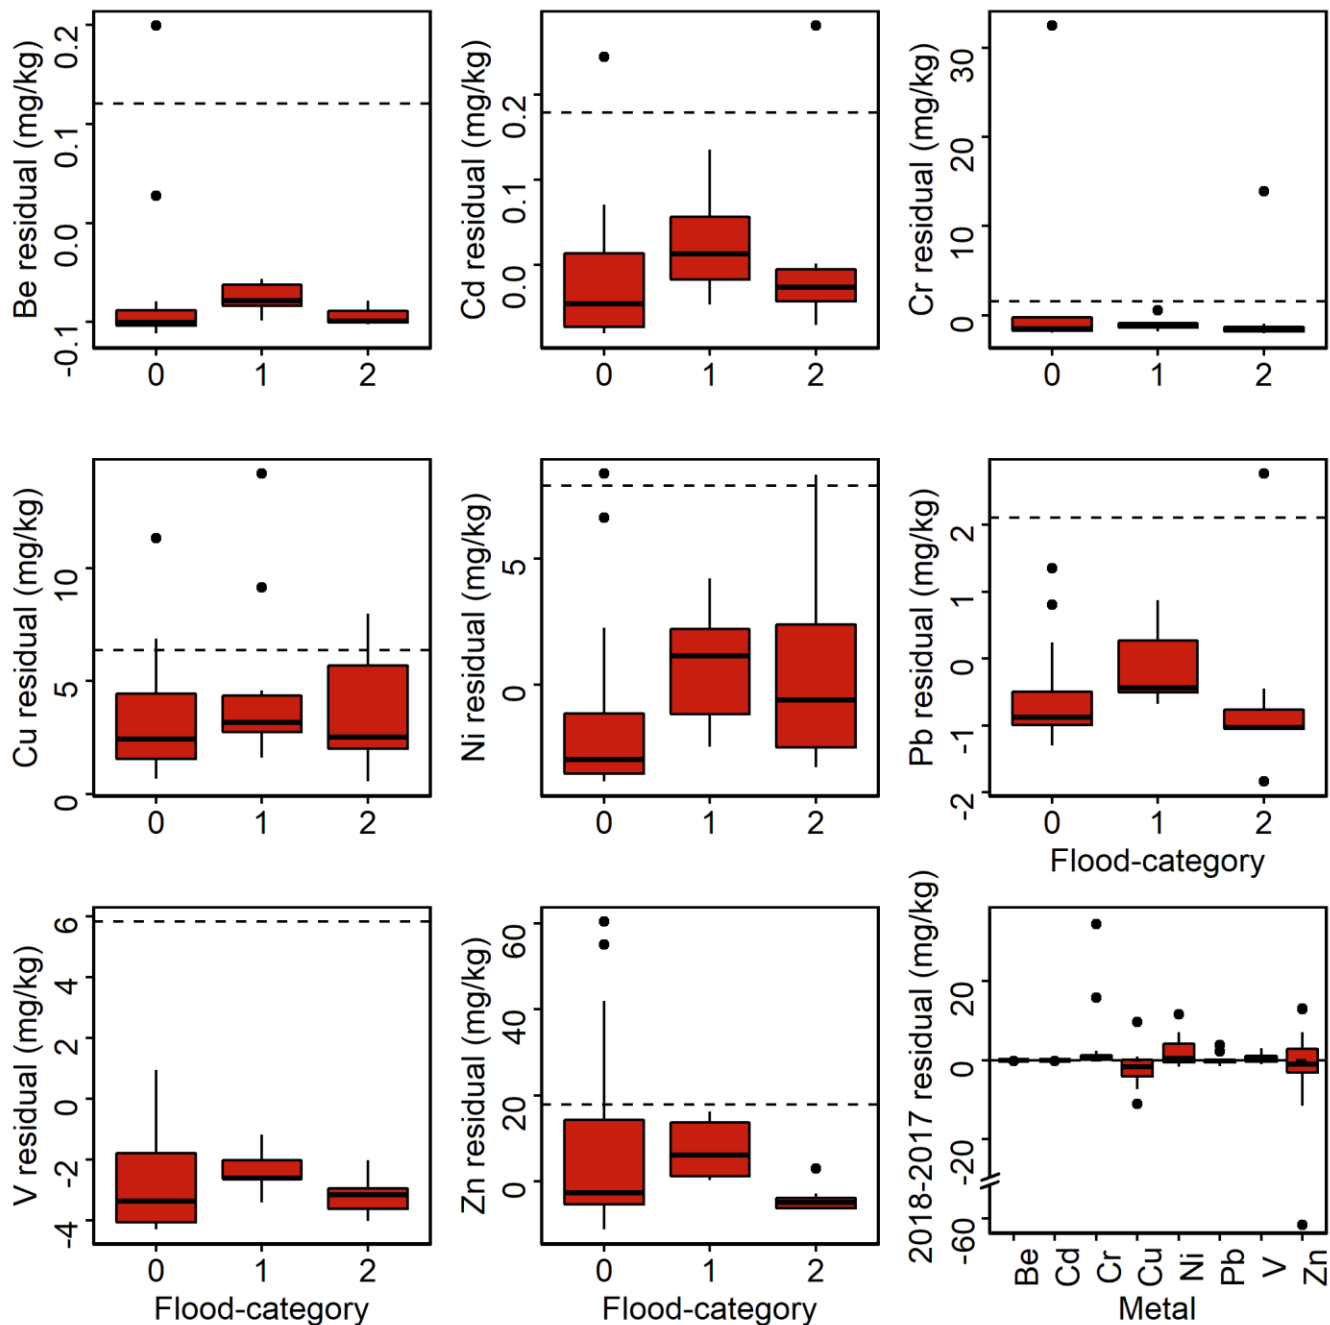 Be residual (mg/kg)
0.2
0.1
0.0
-0.1
0 1 2
Cd residual (mg/kg)
0.2
0.1
0.0
0 1 2
Cr residual (mg/kg)
30
20
10
0
0 1 2
Cu residual (mg/kg)
10
5
0
0 1 2
Ni residual (mg/kg)
5
0
0 1 2
Pb residual (mg/kg)
2
1
0
-1
-2
0 1 2
Flood-category
V residual (mg/kg)
6
4
2
0
-2
-4
0 1 2
Flood-category
Zn residual (mg/kg)
60
40
20
0
0 1 2
Flood-category
2018-2017 residual (mg/kg)
20
0
-20
-60
Be Cd Cr Cu Ni Pb V Zn
Metal